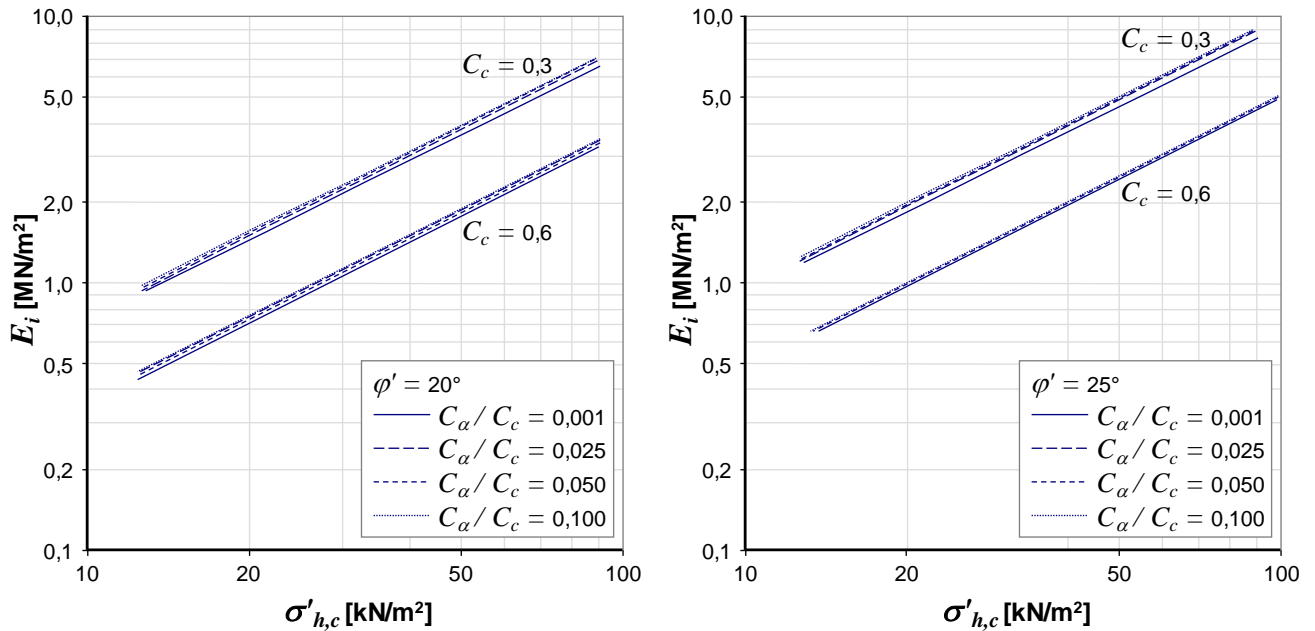 10,0
5,0
2,0
1,0
0,5
0,2
0,1
E_i [MN/m²]
C_c = 0,3
C_c = 0,6
φ' = 20°
C_α / C_c = 0,001
C_α / C_c = 0,025
C_α / C_c = 0,050
C_α / C_c = 0,100
10 20 50 100
σ'_{h,c} [kN/m²]
10,0
5,0
2,0
1,0
0,5
0,2
0,1
E_i [MN/m²]
C_c = 0,3
C_c = 0,6
φ' = 25°
C_α / C_c = 0,001
C_α / C_c = 0,025
C_α / C_c = 0,050
C_α / C_c = 0,100
10 20 50 100
σ'_{h,c} [kN/m²]